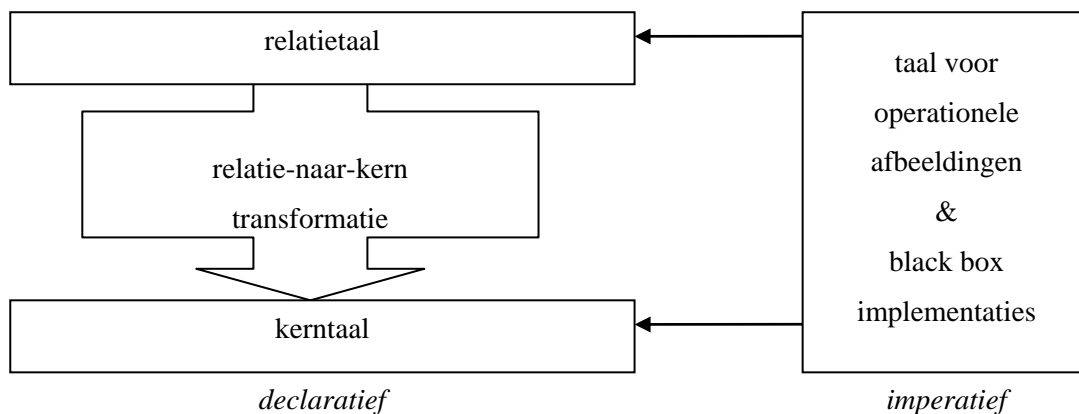 relatietaal
relatie-naar-kern
transformatie
kerntaal
declaratief
taal voor
operationele
afbeeldingen
&
black box
implementaties
imperatief